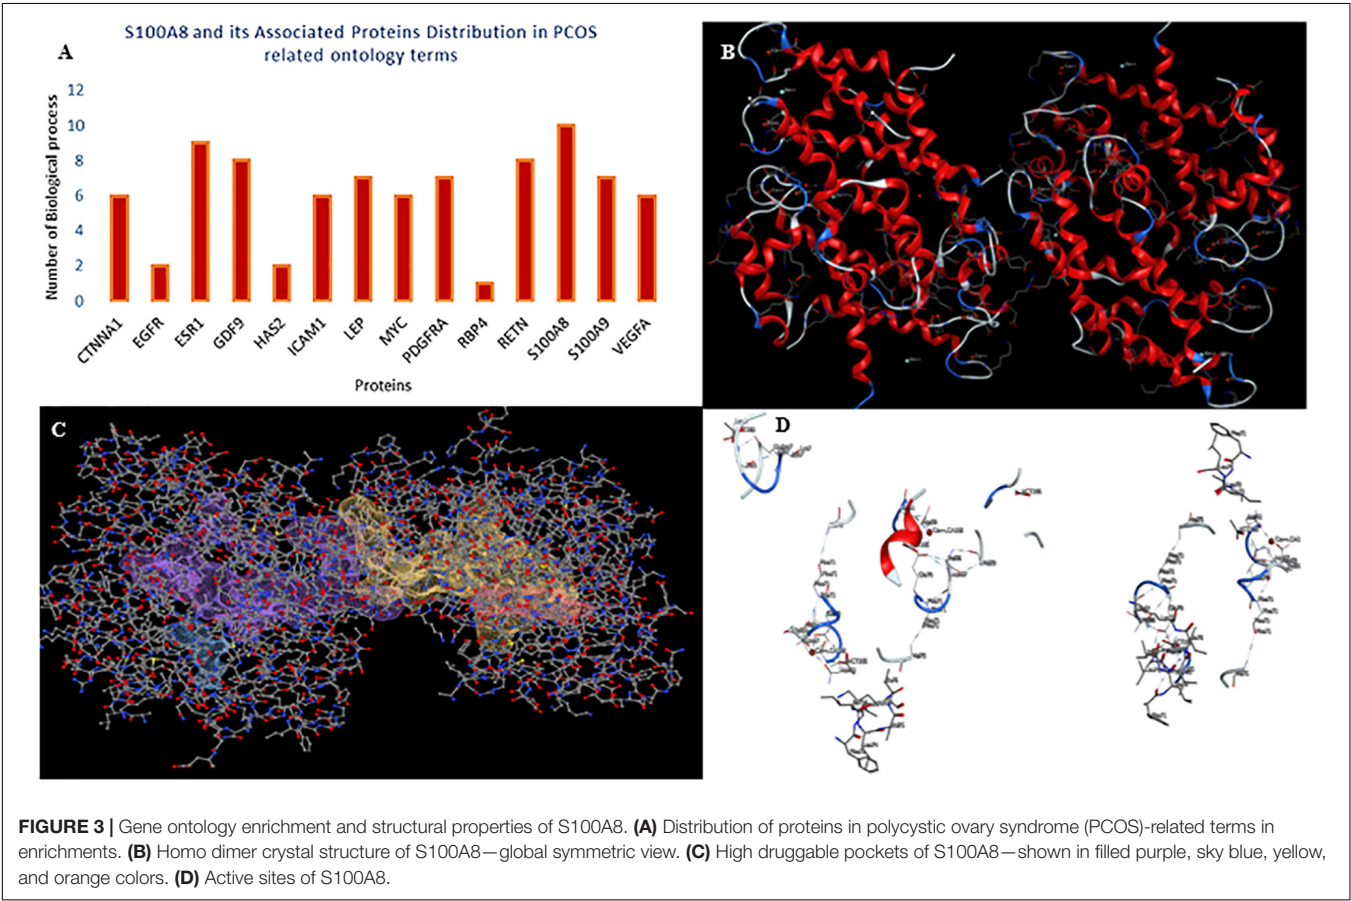 A
S100A8 and its Associated Proteins Distribution in PCOS
related ontology terms
Number of Biological process
12
10
8
6
4
2
0
CTNNA1
EGFR
ESR1
GDF9
HAS2
ICAM1
LEP
MYC
PDGFRA
RBP4
RETN
S100A8
S100A9
VEGFA
Proteins
B
C
D
FIGURE 3 | Gene ontology enrichment and structural properties of S100A8. (A) Distribution of proteins in polycystic ovary syndrome (PCOS)-related terms in
enrichments. (B) Homo dimer crystal structure of S100A8—global symmetric view. (C) High druggable pockets of S100A8—shown in filled purple, sky blue, yellow,
and orange colors. (D) Active sites of S100A8.